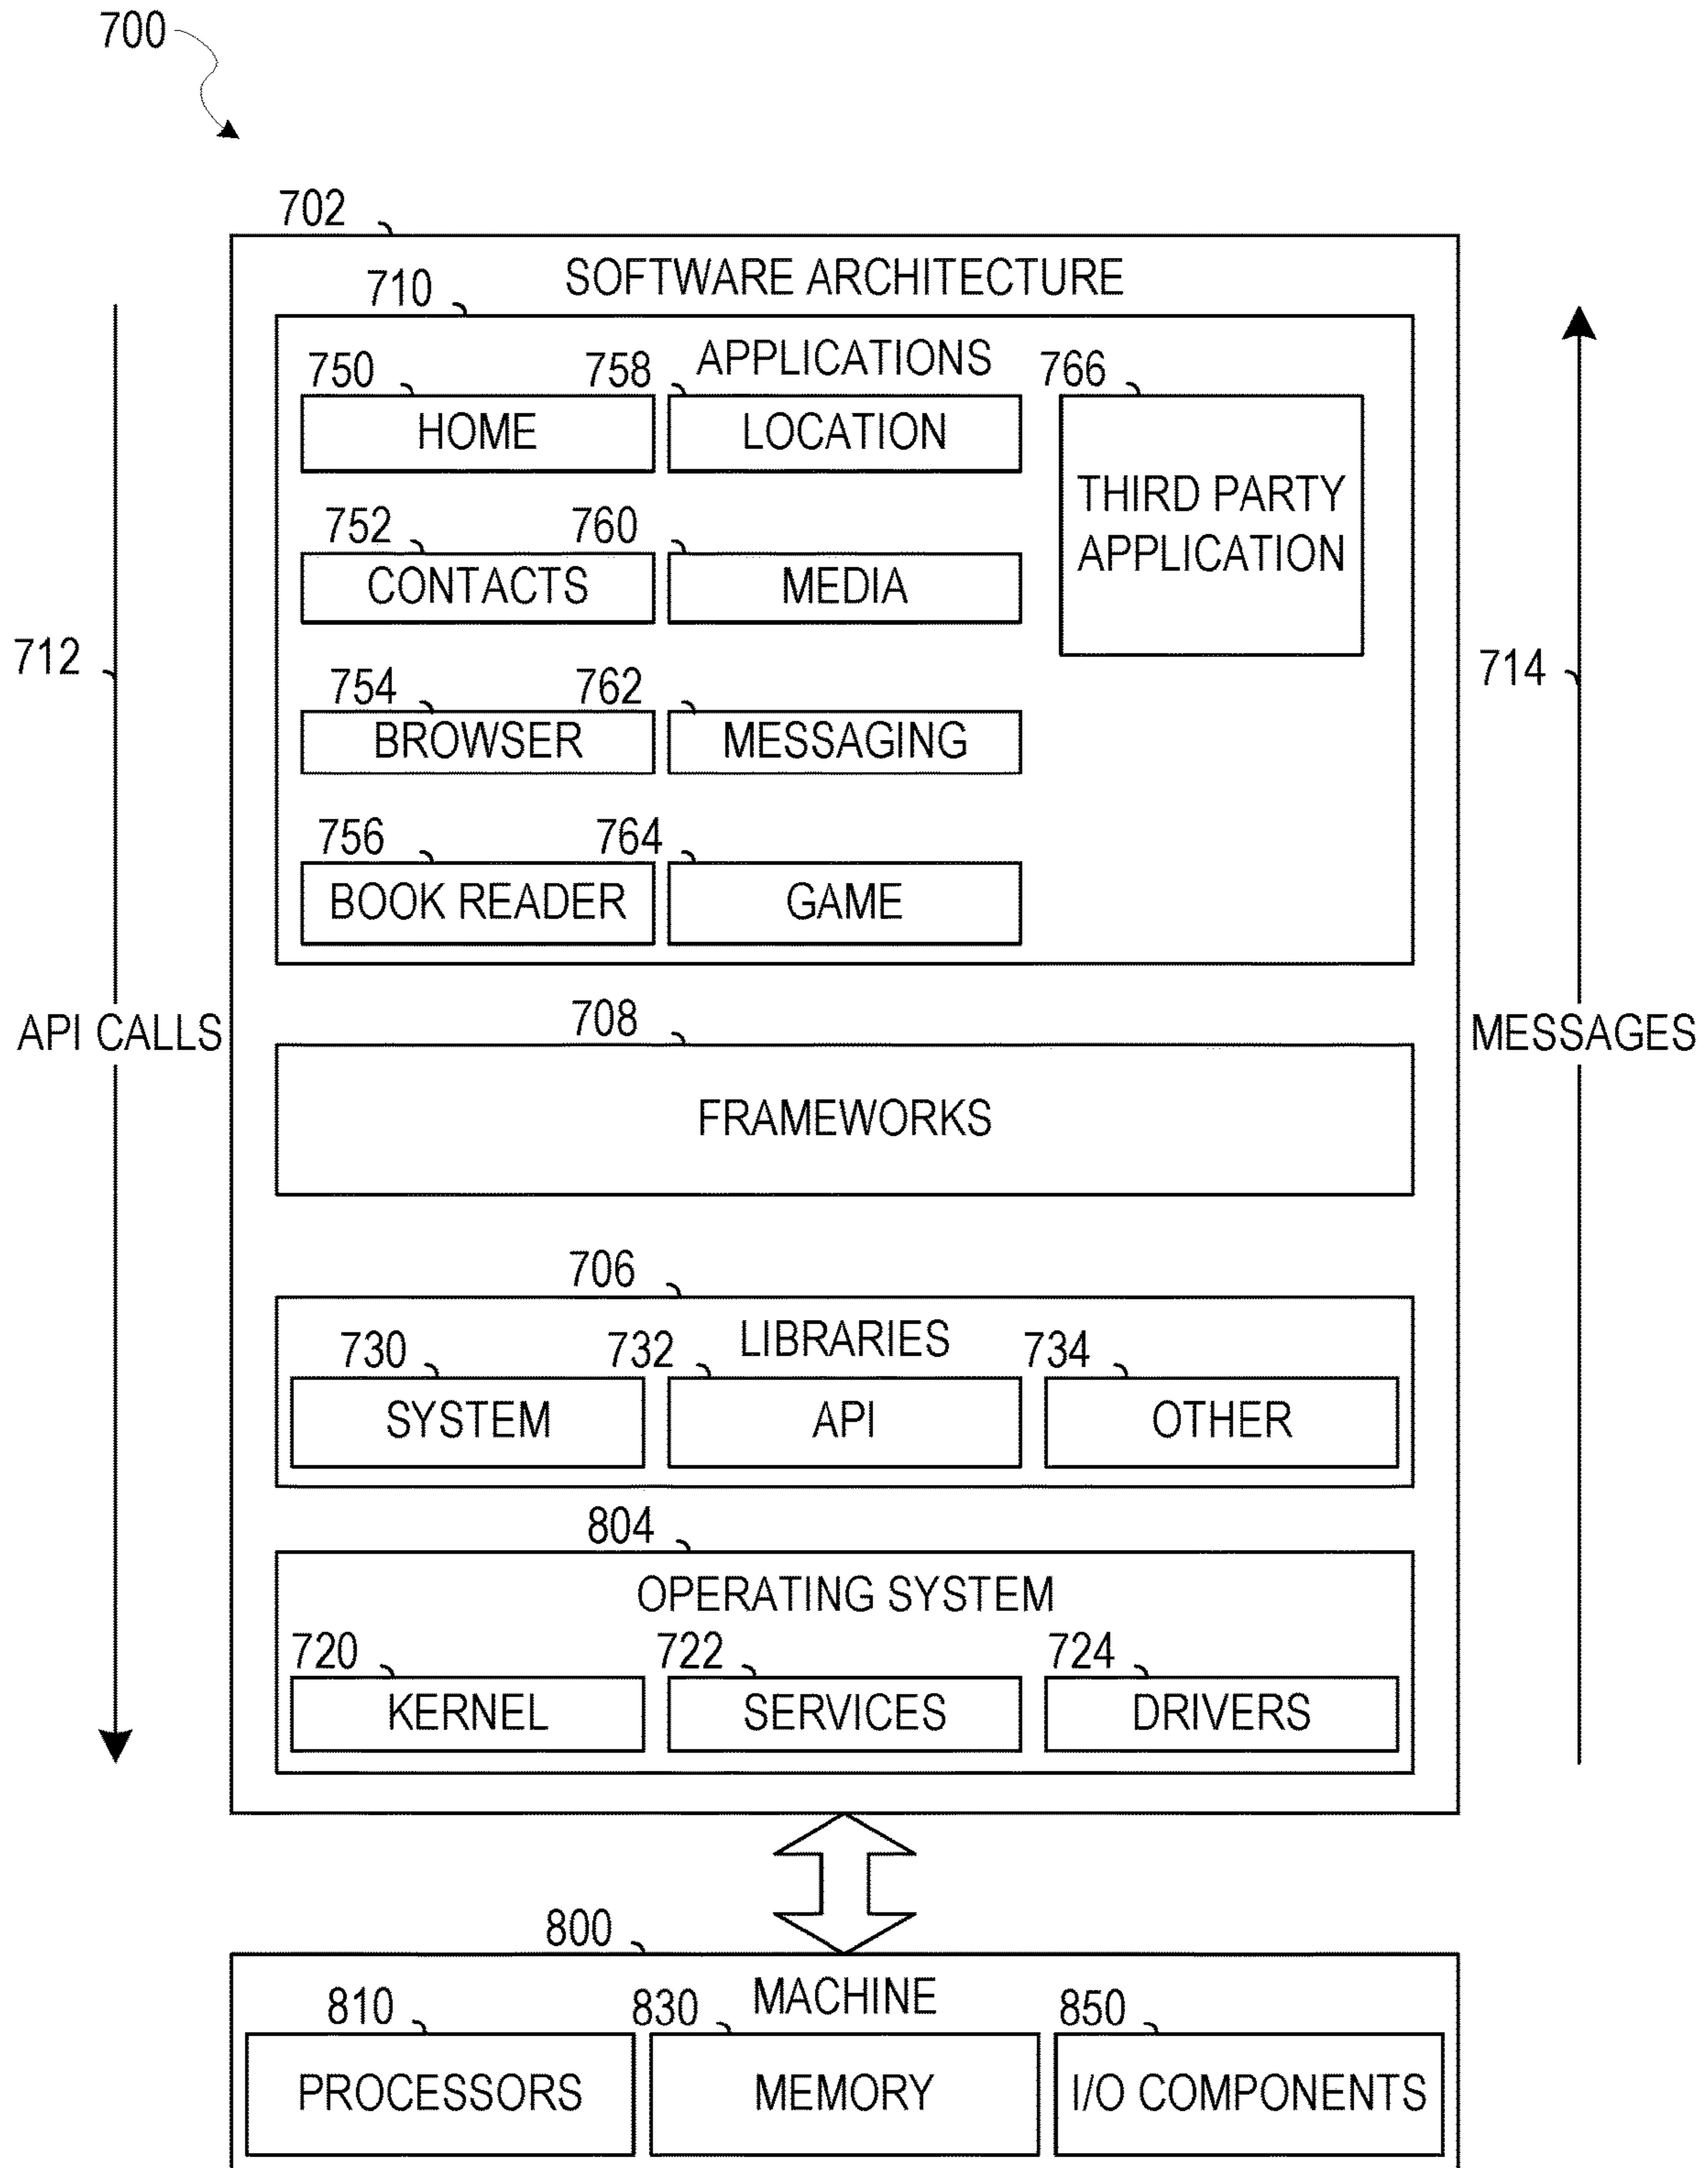 700
702
SOFTWARE ARCHITECTURE
710
APPLICATIONS
750
758
766
HOME
LOCATION
THIRD PARTY
APPLICATION
752
760
CONTACTS
MEDIA
712
714
754
762
BROWSER
MESSAGING
756
764
BOOK READER
GAME
API CALLS
708
MESSAGES
FRAMEWORKS
706
LIBRARIES
730
732
734
SYSTEM
API
OTHER
804
OPERATING SYSTEM
720
722
724
KERNEL
SERVICES
DRIVERS
800
MACHINE
810
830
850
PROCESSORS
MEMORY
I/O COMPONENTS